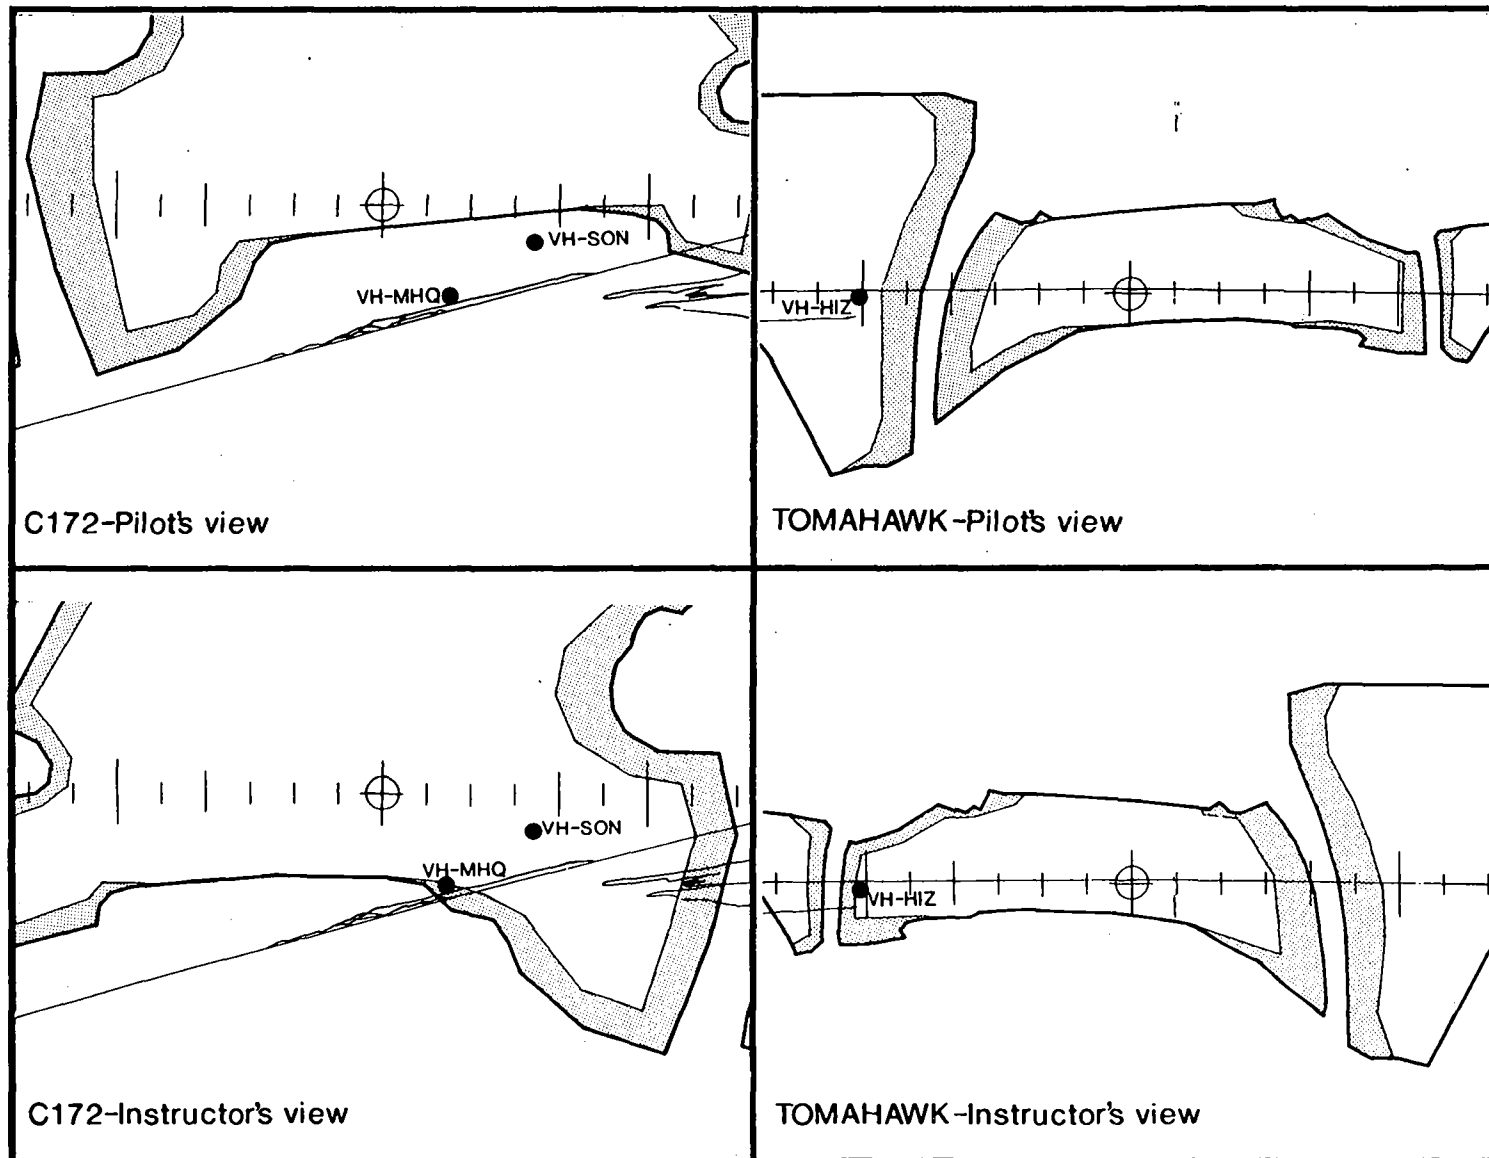 VH-SON
VH-MHQ
C172-Pilot's view
VH-HIZ
TOMAHAWK-Pilot's view
VH-SON
VH-MHQ
C172-Instructor's view
VH-HIZ
TOMAHAWK-Instructor's view